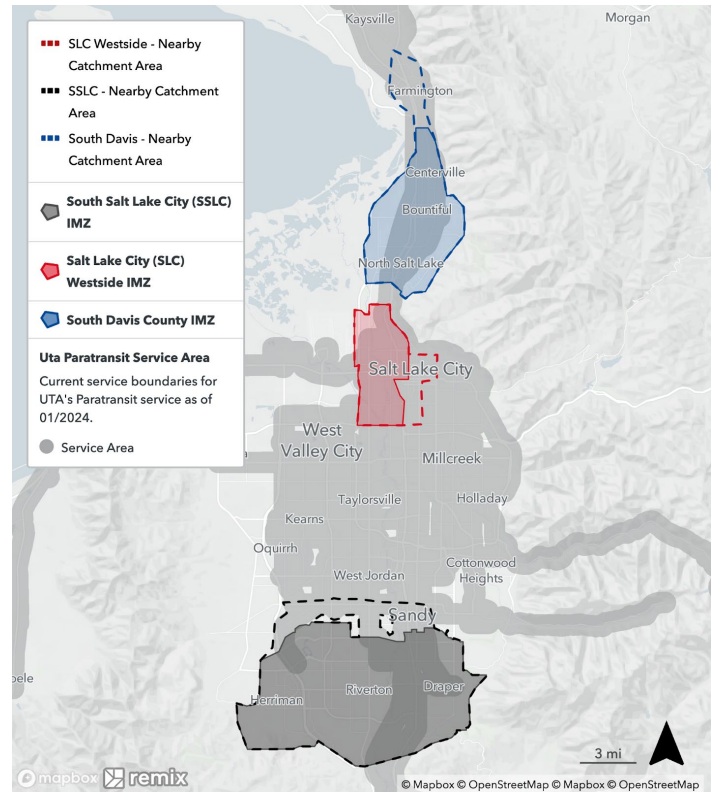 SLC Westside - Nearby
Catchment Area
SSLC - Nearby Catchment
Area
South Davis - Nearby
Catchment Area
South Salt Lake City (SSLC)
IMZ
Salt Lake City (SLC)
Westside IMZ
South Davis County IMZ
Uta Paratransit Service Area
Current service boundaries for
UTA's Paratransit service as of
01/2024.
Service Area
Kaysville
Morgan
Farmington
Centerville
Bountiful
North Salt Lake
Salt Lake City
West
Valley City
Millcreek
Taylorsville
Holladay
Kearns
Oquirrh
West Jordan
Cottonwood
Heights
Sandy
Herriman
Riverton
Draper
3 mi
mapbox
remix
© Mapbox © OpenStreetMap © Mapbox © OpenStreetMap